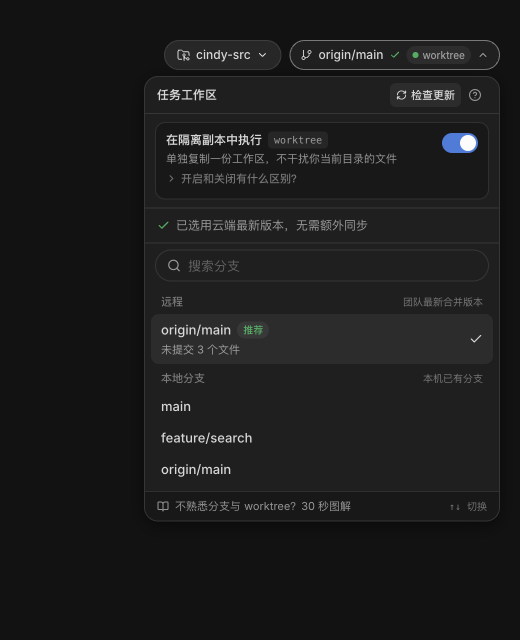 cindy-src
origin/main worktree
任务工作区 检查更新
在隔离副本中执行 worktree
单独复制一份工作区，不干扰你当前目录的文件
开启和关闭有什么区别？
已选用云端最新版本，无需额外同步
搜索分支
远程 团队最新合并版本
origin/main 推荐
未提交 3 个文件
本地分支 本机已有分支
main
feature/search
origin/main
不熟悉分支与 worktree？30 秒图解 ↑↓ 切换